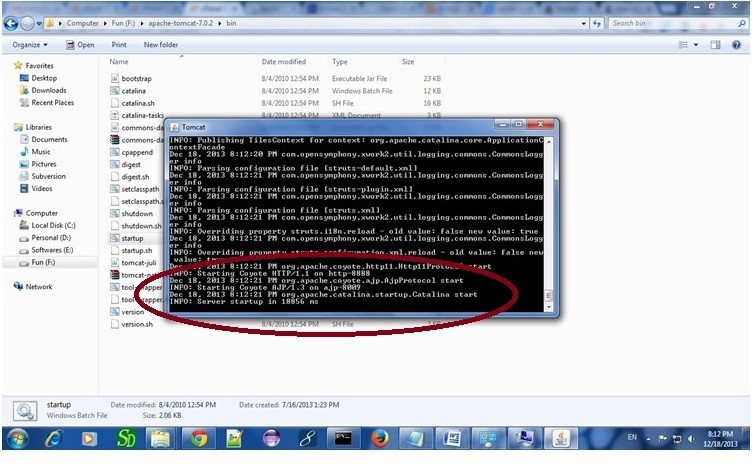 Computer ▸ Fun (F:) ▸ apache-tomcat-7.0.2 ▸ bin
Search bin
Organize
Open
Print
New folder
Name
Date modified
Type
Size
Favorites
Desktop
Downloads
Recent Places
Libraries
Documents
Music
Pictures
Subversion
Videos
Computer
Local Disk (C:)
Personal (D:)
Softwares (E:)
Fun (F:)
Network
bootstrap 8/4/2010 12:54 PM Executable Jar File 23 KB
catalina 8/4/2010 12:54 PM Windows Batch File 12 KB
catalina.sh 8/4/2010 12:54 PM SH File 16 KB
catalina-tasks 8/4/2010 12:54 PM XML Document 3 KB
commons-da
commons-da
cpappend
digest
digest.sh
setclasspath
setclasspath.s
shutdown
shutdown.sh
startup
startup.sh
tomcat-juli
tomcat-na
tool
version
version.sh SH File
Tomcat
INFO: Publishing TilesContext for context: org.apache.catalina.core.ApplicationC
ontextFacade
Dec 18, 2013 8:12:20 PM com.opensymphony.xwork2.util.logging.commons.CommonsLogg
er info
INFO: Parsing configuration file [struts-default.xml]
Dec 18, 2013 8:12:21 PM com.opensymphony.xwork2.util.logging.commons.CommonsLogg
er info
INFO: Parsing configuration file [struts-plugin.xml]
Dec 18, 2013 8:12:21 PM com.opensymphony.xwork2.util.logging.commons.CommonsLogg
er info
INFO: Parsing configuration file [struts.xml]
Dec 18, 2013 8:12:21 PM com.opensymphony.xwork2.util.logging.commons.CommonsLogg
er info
INFO: Overriding property struts.i18n.reload - old value: false new value: true
Dec 18, 2013 8:12:21 PM com.opensymphony.xwork2.util.logging.commons.CommonsLogg
er info
INFO: Overriding property struts.configuration.xml.reload - old value: false new
value: true
Dec 18, 2013 8:12:21 PM org.apache.coyote.http11.Http11Protocol start
INFO: Starting Coyote HTTP/1.1 on http-8080
Dec 18, 2013 8:12:21 PM org.apache.coyote.ajp.AjpProtocol start
INFO: Starting Coyote AJP/1.3 on ajp-8009
Dec 18, 2013 8:12:21 PM org.apache.catalina.startup.Catalina start
INFO: Server startup in 18856 ms
startup Date modified: 8/4/2010 12:54 PM Date created: 7/16/2013 1:23 PM
Windows Batch File Size: 2.06 KB
EN
8:12 PM
12/18/2013